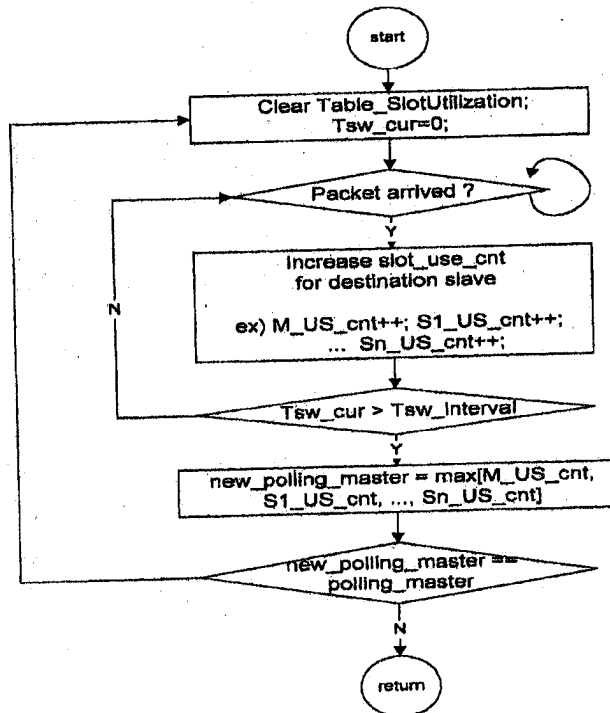 start
Clear Table_SlotUtilization;
Tsw_cur=0;
Packet arrived ?
Y
Increase slot_use_cnt
for destination slave
ex) M_US_cnt++; S1_US_cnt++;
... Sn_US_cnt++;
N
Tsw_cur > Tsw_interval
Y
new_polling_master = max[M_US_cnt,
S1_US_cnt, ..., Sn_US_cnt]
new_polling_master ==
polling_master
N
return